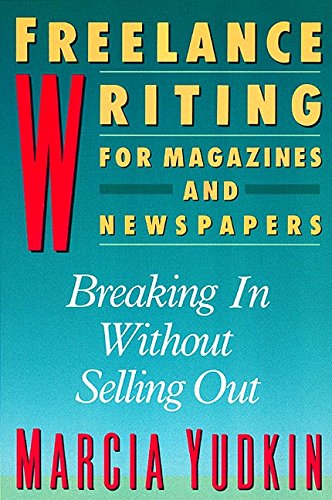 FREELANCE
WRITING
FOR MAGAZINES
AND
NEWSPAPERS
Breaking In
Without
Selling Out
MARCIA YUDKIN